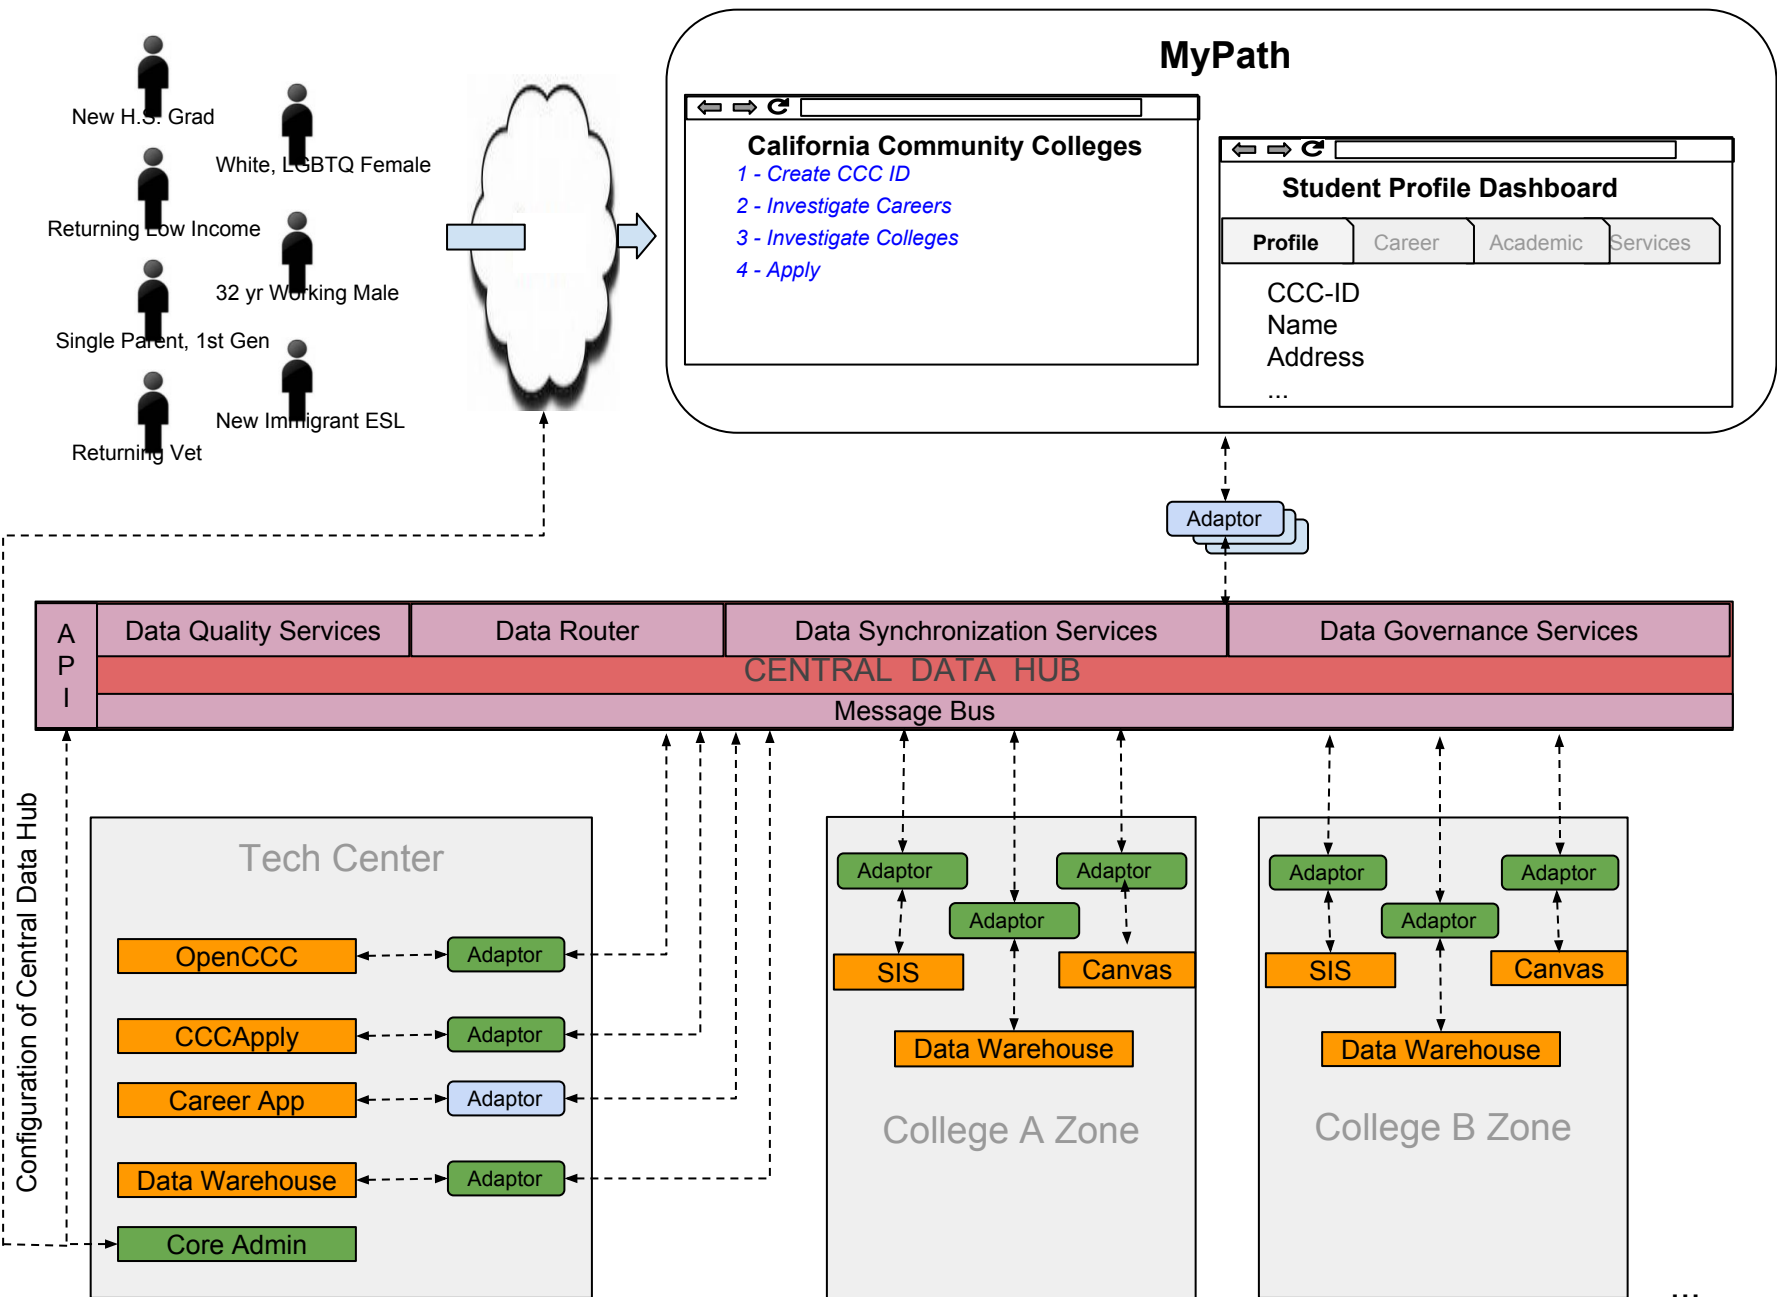 New H.S. Grad
White, LGBTQ Female
Returning Low Income
32 yr Working Male
Single Parent, 1st Gen
New Immigrant ESL
Returning Vet
MyPath
California Community Colleges
1 - Create CCC ID
2 - Investigate Careers
3 - Investigate Colleges
4 - Apply
Student Profile Dashboard
Profile Career Academic Services
CCC-ID
Name
Address
...
Adaptor
API
Data Quality Services
Data Router
Data Synchronization Services
Data Governance Services
CENTRAL DATA HUB
Message Bus
Configuration of Central Data Hub
Tech Center
OpenCCC
Adaptor
CCCApply
Adaptor
Career App
Adaptor
Data Warehouse
Adaptor
Core Admin
Adaptor
Adaptor
Adaptor
SIS
Canvas
Data Warehouse
College A Zone
Adaptor
Adaptor
Adaptor
SIS
Canvas
Data Warehouse
College B Zone
...